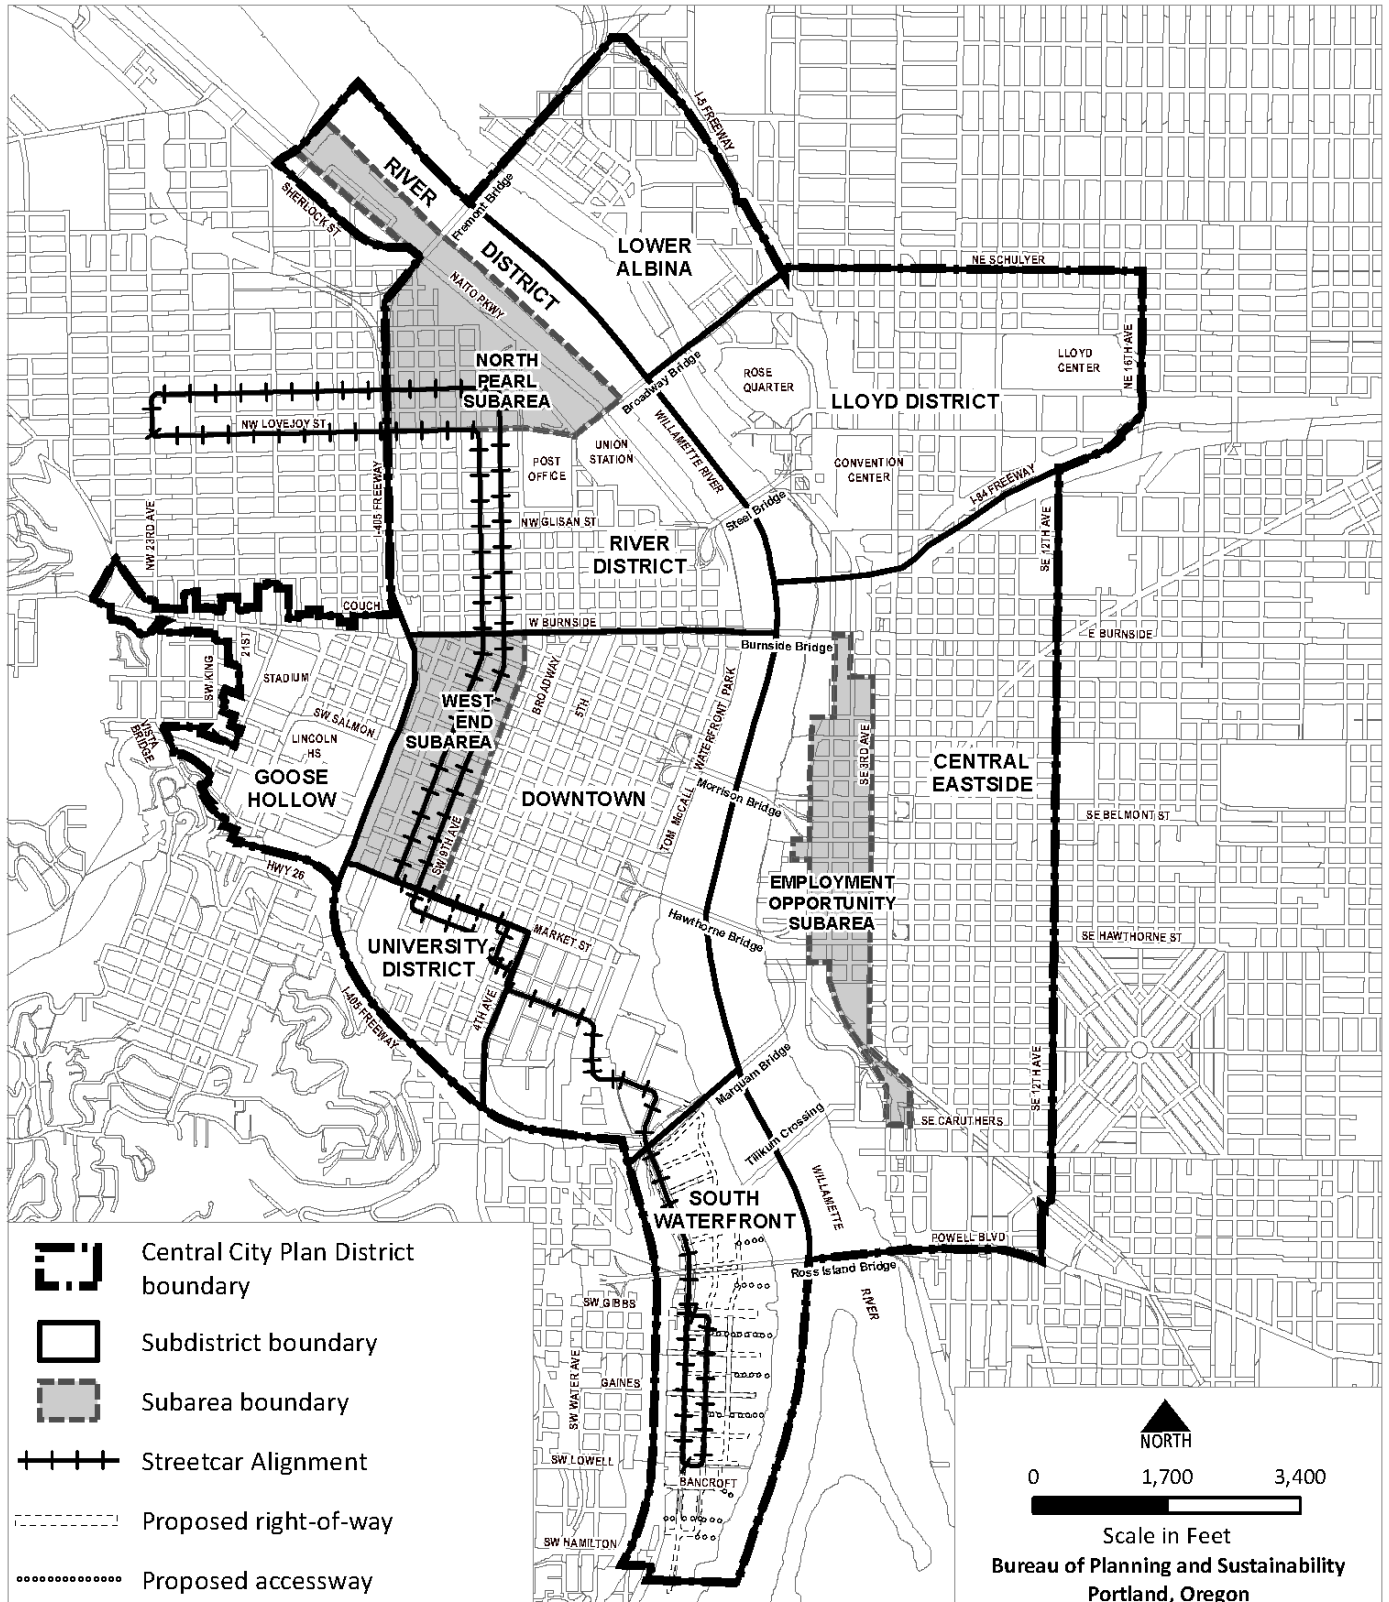 I-5 FREEWAY
RIVER
DISTRICT
Fremont Bridge
SHERLOCK ST
LOWER
ALBINA
NE SCHULYER
NAITO PKWY
NE 16TH AVE
LLOYD
CENTER
NORTH
PEARL
SUBAREA
ROSE
QUARTER
Broadway Bridge
LLOYD DISTRICT
NW LOVEJOY ST
WILLAMETTE RIVER
UNION
STATION
POST
OFFICE
CONVENTION
CENTER
I-84 FREEWAY
I-405 FREEWAY
NW 23RD AVE
NW GLISAN ST
Steel Bridge
SE 12TH AVE
RIVER
DISTRICT
COUCH
W BURNSIDE
E BURNSIDE
Burnside Bridge
21ST
SW KING
STADIUM
BROADWAY
5TH
WEST
END
SUBAREA
SW SALMON
VISTA
BRIDGE
LINCOLN
HS
TOM McCALL WATERFRONT PARK
SE 3RD AVE
GOOSE
HOLLOW
DOWNTOWN
Morrison Bridge
CENTRAL
EASTSIDE
SE BELMONT ST
SW 9TH AVE
HWY 26
EMPLOYMENT
OPPORTUNITY
SUBAREA
Hawthorne Bridge
MARKET ST
SE HAWTHORNE ST
UNIVERSITY
DISTRICT
I-405 FREEWAY
4TH AVE
Marquam Bridge
SE 12TH AVE
SE CARUTHERS
Tilikum Crossing
SOUTH
WATERFRONT
WILLAMETTE
RIVER
POWELL BLVD
Ross Island Bridge
SW GIBBS
SW WATER AVE
GAINES
SW LOWELL
BANCROFT
SW HAMILTON
Central City Plan District
boundary
Subdistrict boundary
Subarea boundary
Streetcar Alignment
Proposed right-of-way
Proposed accessway
NORTH
0 1,700 3,400
Scale in Feet
Bureau of Planning and Sustainability
Portland, Oregon